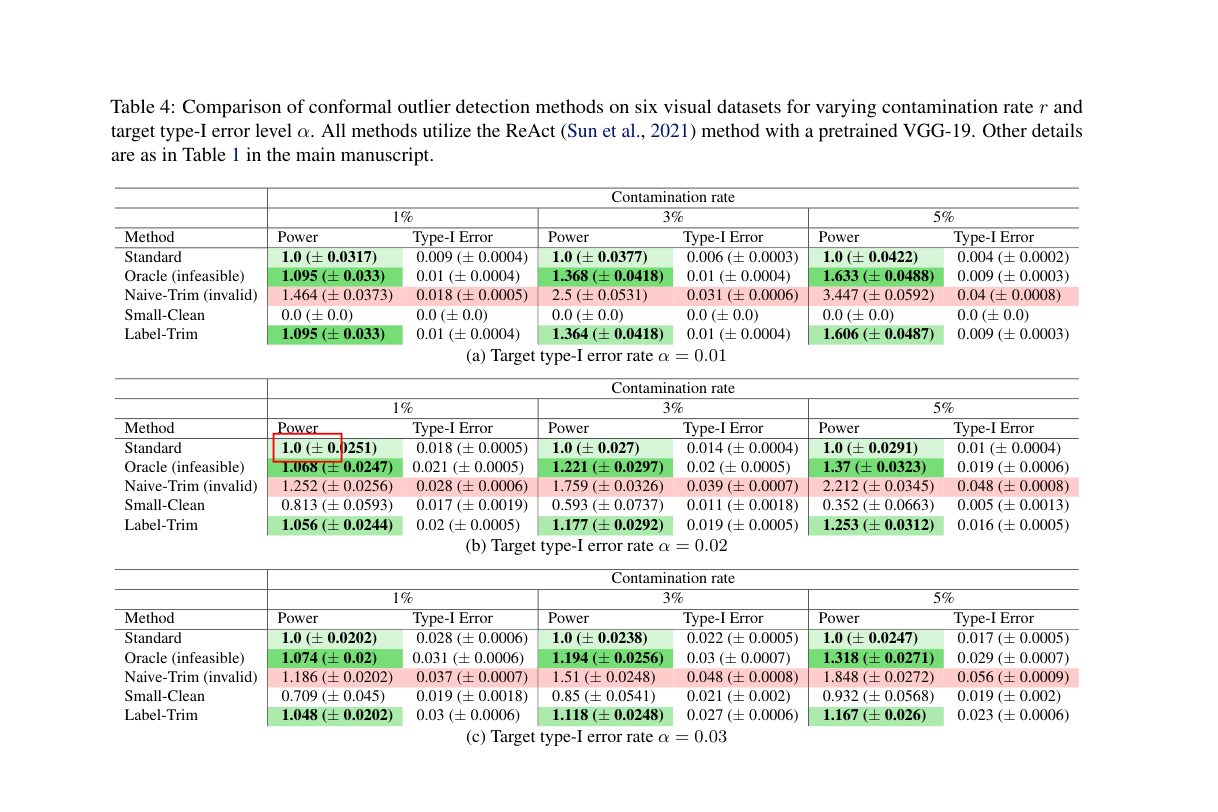 Table 4: Comparison of conformal outlier detection methods on six visual datasets for varying contamination rate r and
target type-I error level α. All methods utilize the ReAct (Sun et al., 2021) method with a pretrained VGG-19. Other details
are as in Table 1 in the main manuscript.
Contamination rate
1% 3% 5%
Method Power Type-I Error Power Type-I Error Power Type-I Error
Standard 1.0 (± 0.0317) 0.009 (± 0.0004) 1.0 (± 0.0377) 0.006 (± 0.0003) 1.0 (± 0.0422) 0.004 (± 0.0002)
Oracle (infeasible) 1.095 (± 0.033) 0.01 (± 0.0004) 1.368 (± 0.0418) 0.01 (± 0.0004) 1.633 (± 0.0488) 0.009 (± 0.0003)
Naive-Trim (invalid) 1.464 (± 0.0373) 0.018 (± 0.0005) 2.5 (± 0.0531) 0.031 (± 0.0006) 3.447 (± 0.0592) 0.04 (± 0.0008)
Small-Clean 0.0 (± 0.0) 0.0 (± 0.0) 0.0 (± 0.0) 0.0 (± 0.0) 0.0 (± 0.0) 0.0 (± 0.0)
Label-Trim 1.095 (± 0.033) 0.01 (± 0.0004) 1.364 (± 0.0418) 0.01 (± 0.0004) 1.606 (± 0.0487) 0.009 (± 0.0003)
(a) Target type-I error rate α = 0.01
Contamination rate
1% 3% 5%
Method Power Type-I Error Power Type-I Error Power Type-I Error
Standard 1.0 (± 0.0251) 0.018 (± 0.0005) 1.0 (± 0.027) 0.014 (± 0.0004) 1.0 (± 0.0291) 0.01 (± 0.0004)
Oracle (infeasible) 1.068 (± 0.0247) 0.021 (± 0.0005) 1.221 (± 0.0297) 0.02 (± 0.0005) 1.37 (± 0.0323) 0.019 (± 0.0006)
Naive-Trim (invalid) 1.252 (± 0.0256) 0.028 (± 0.0006) 1.759 (± 0.0326) 0.039 (± 0.0007) 2.212 (± 0.0345) 0.048 (± 0.0008)
Small-Clean 0.813 (± 0.0593) 0.017 (± 0.0019) 0.593 (± 0.0737) 0.011 (± 0.0018) 0.352 (± 0.0663) 0.005 (± 0.0013)
Label-Trim 1.056 (± 0.0244) 0.02 (± 0.0005) 1.177 (± 0.0292) 0.019 (± 0.0005) 1.253 (± 0.0312) 0.016 (± 0.0005)
(b) Target type-I error rate α = 0.02
Contamination rate
1% 3% 5%
Method Power Type-I Error Power Type-I Error Power Type-I Error
Standard 1.0 (± 0.0202) 0.028 (± 0.0006) 1.0 (± 0.0238) 0.022 (± 0.0005) 1.0 (± 0.0247) 0.017 (± 0.0005)
Oracle (infeasible) 1.074 (± 0.02) 0.031 (± 0.0006) 1.194 (± 0.0256) 0.03 (± 0.0007) 1.318 (± 0.0271) 0.029 (± 0.0007)
Naive-Trim (invalid) 1.186 (± 0.0202) 0.037 (± 0.0007) 1.51 (± 0.0248) 0.048 (± 0.0008) 1.848 (± 0.0272) 0.056 (± 0.0009)
Small-Clean 0.709 (± 0.045) 0.019 (± 0.0018) 0.85 (± 0.0541) 0.021 (± 0.002) 0.932 (± 0.0568) 0.019 (± 0.002)
Label-Trim 1.048 (± 0.0202) 0.03 (± 0.0006) 1.118 (± 0.0248) 0.027 (± 0.0006) 1.167 (± 0.026) 0.023 (± 0.0006)
(c) Target type-I error rate α = 0.03